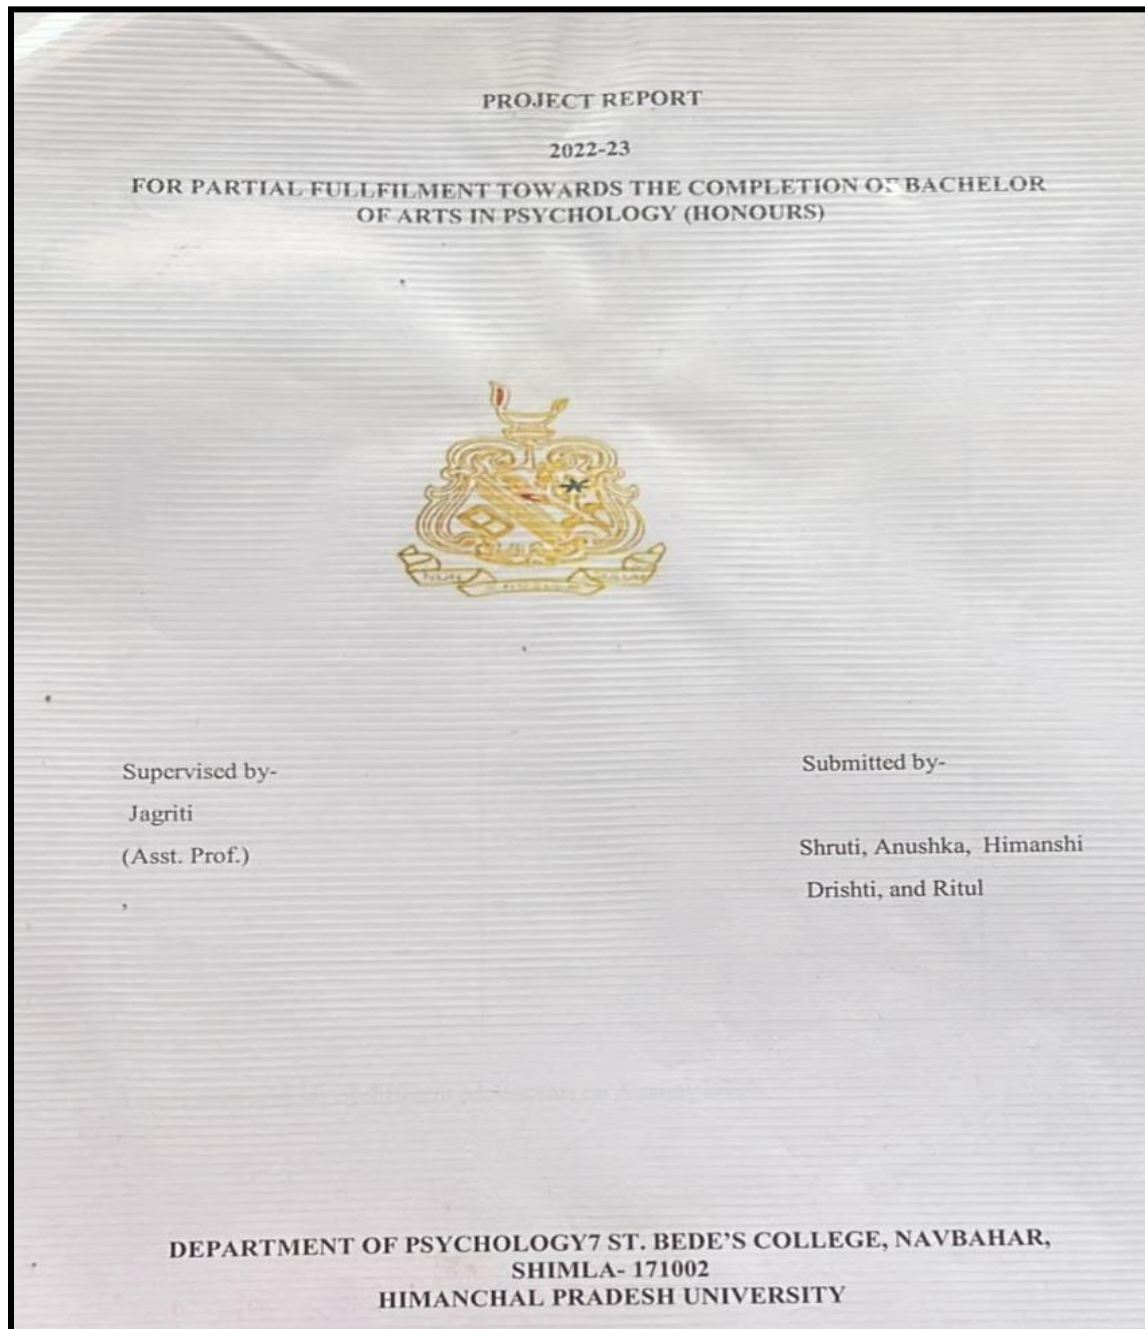 PROJECT REPORT
2022-23
FOR PARTIAL FULLFILMENT TOWARDS THE COMPLETION OF BACHELOR
OF ARTS IN PSYCHOLOGY (HONOURS)
Supervised by-
Jagriti
(Asst. Prof.)
,
Submitted by-
Shruti, Anushka, Himanshi
Drishti, and Ritul
DEPARTMENT OF PSYCHOLOGY7 ST. BEDE'S COLLEGE, NAVBAHAR,
SHIMLA- 171002
HIMANCHAL PRADESH UNIVERSITY